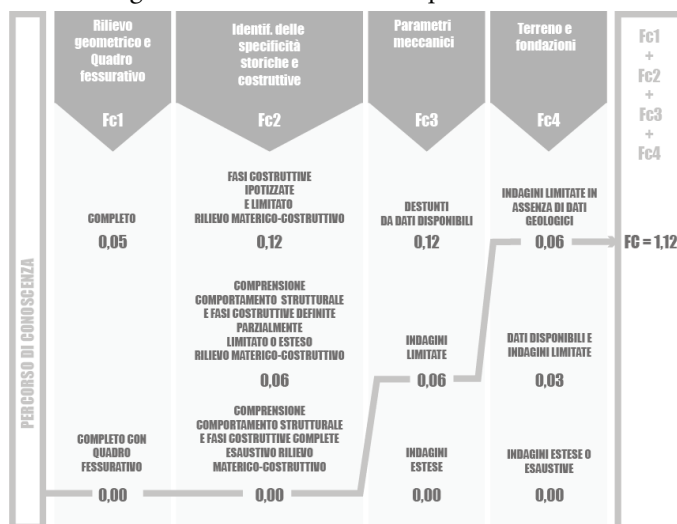 Rilievo
geometrico e
Quadro
fessurativo
Fc1
Identif. delle
specificità
storiche e
costruttive
Fc2
Parametri
meccanici
Fc3
Terreno e
fondazioni
Fc4
Fc1
+
Fc2
+
Fc3
+
Fc4
PERCORSO DI CONOSCENZA
COMPLETO
0,05
FASI COSTRUTTIVE
IPOTIZZATE
E LIMITATO
RILIEVO MATERICO-COSTRUTTIVO
0,12
DESTUNTI
DA DATI DISPONIBILI
0,12
INDAGINI LIMITATE IN
ASSENZA DI DATI
GEOLOGICI
0,06
FC = 1,12
COMPRENSIONE
COMPORTAMENTO STRUTTURALE
E FASI COSTRUTTIVE DEFINITE
PARZIALMENTE
LIMITATO O ESTESO
RILIEVO MATERICO-COSTRUTTIVO
0,06
INDAGINI
LIMITATE
0,06
DATI DISPONIBILI E
INDAGINI LIMITATE
0,03
COMPLETO CON
QUADRO
FESSURATIVO
0,00
COMPRENSIONE
COMPORTAMENTO STRUTTURALE
E FASI COSTRUTTIVE COMPLETE
ESAUSTIVO RILIEVO
MATERICO-COSTRUTTIVO
0,00
INDAGINI
ESTESE
0,00
INDAGINI ESTESE O
ESAUSTIVE
0,00